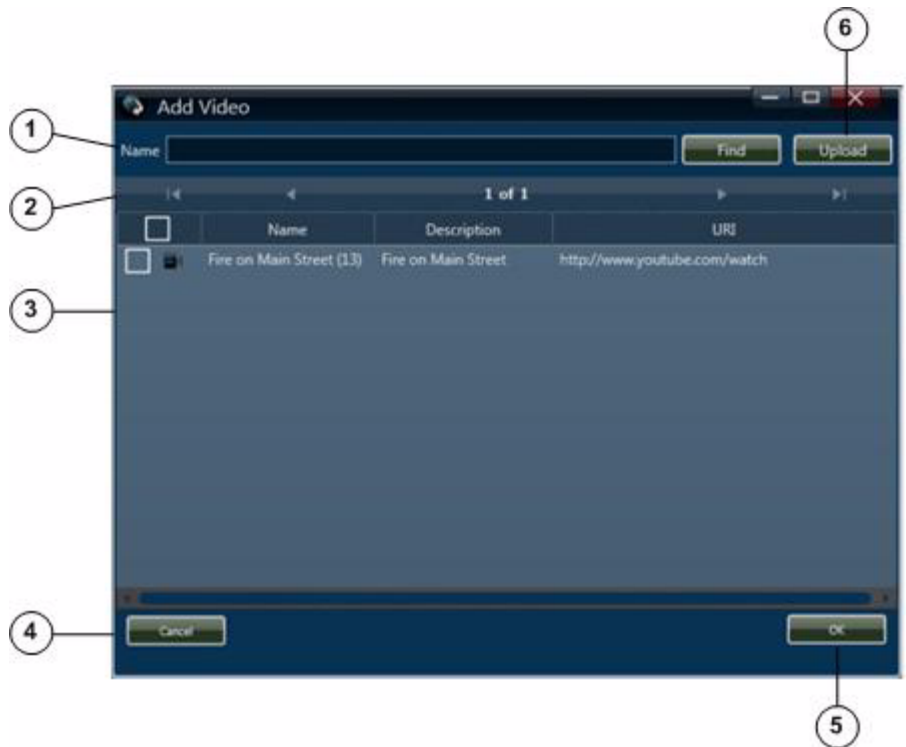 6
Add Video
1
Name Find Upload
2
1 of 1
Name Description URI
Fire on Main Street (13) Fire on Main Street http://www.youtube.com/watch
3
4
Cancel OK
5